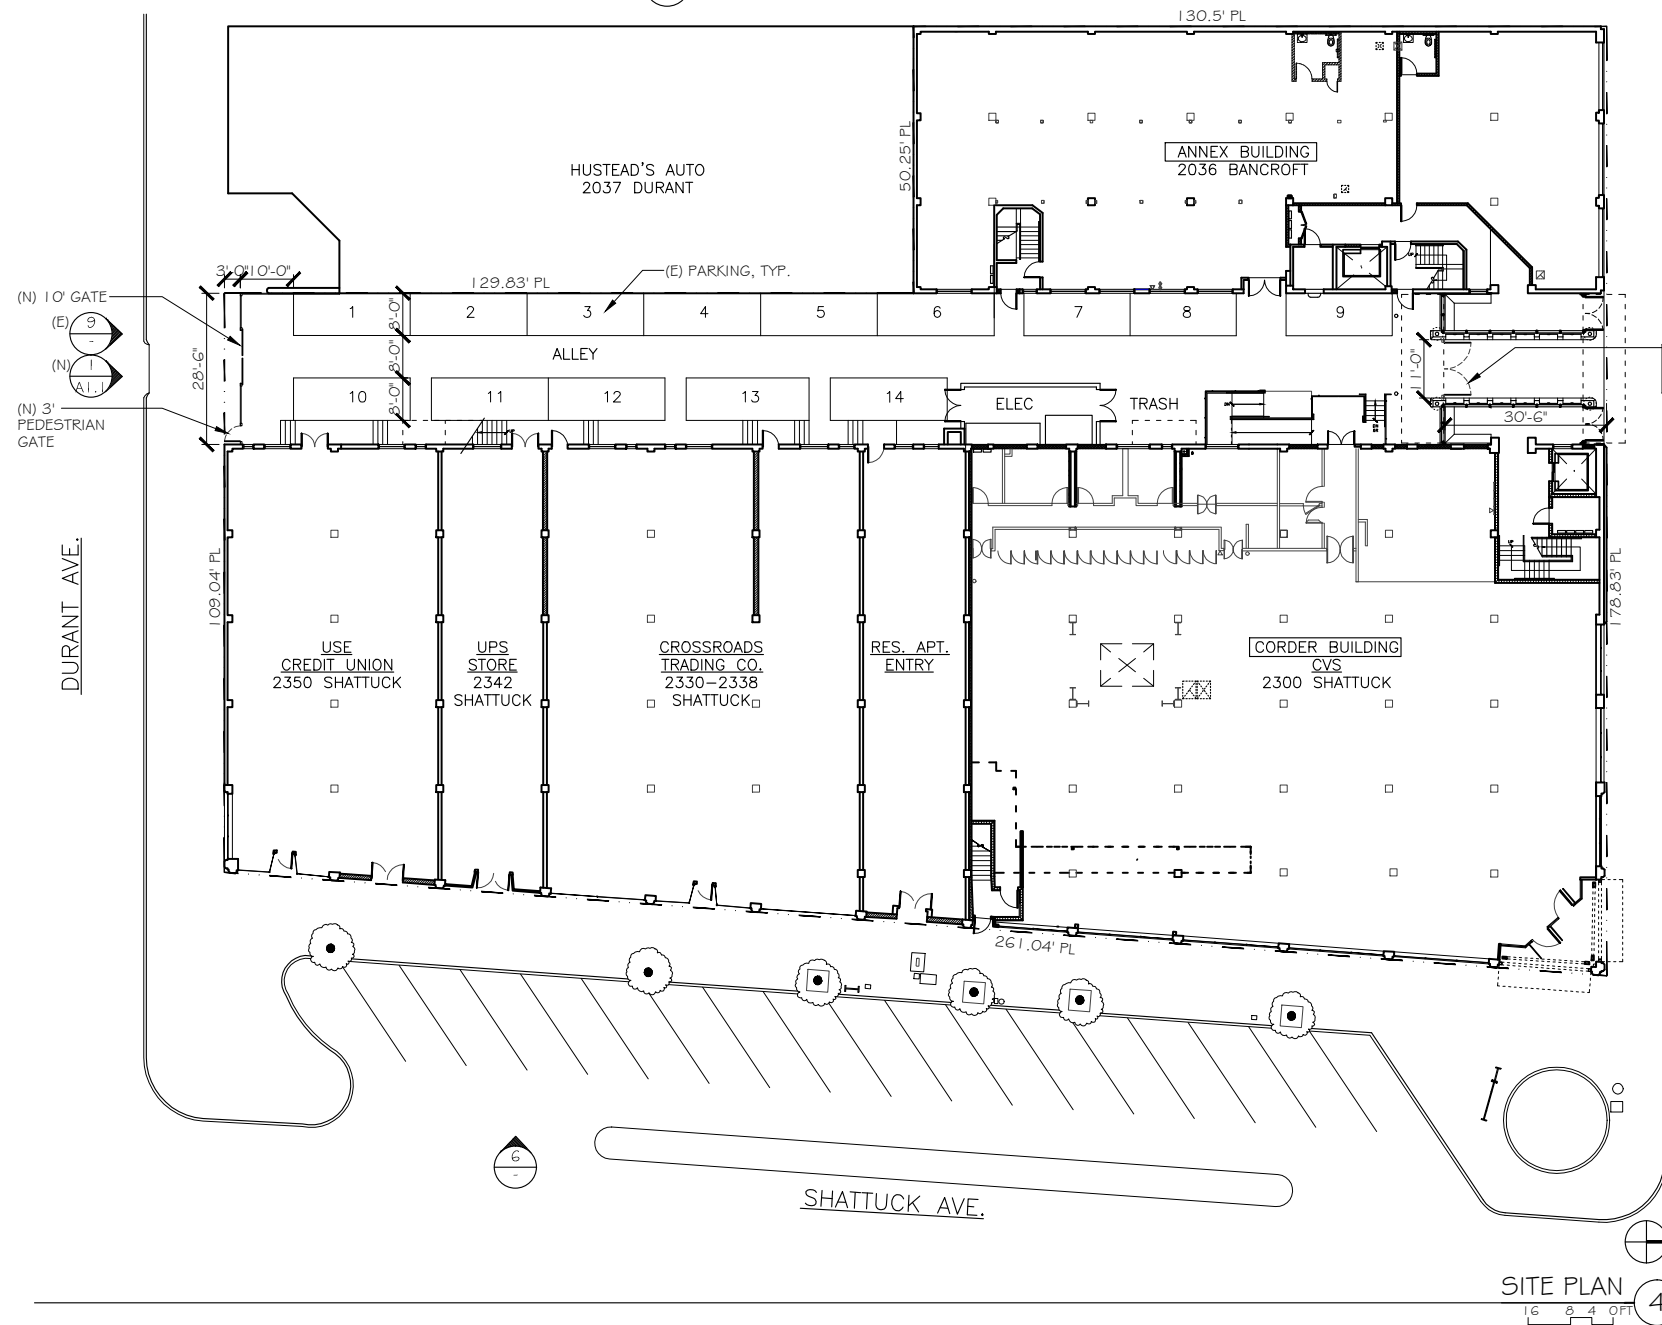 130.5' PL
HUSTEAD'S AUTO
2037 DURANT
50.25' PL
ANNEX BUILDING
2036 BANCROFT
3'-0"
10'-0"
129.83' PL
(E) PARKING, TYP.
(N) 10' GATE
(E)
9
-
(N)
1
A1.1
(N) 3'
PEDESTRIAN
GATE
28'-6"
1
2
3
4
5
6
7
8
9
8'-0"
8'-0"
8'-0"
ALLEY
11'-0"
10
11
12
13
14
ELEC
TRASH
30'-6"
DURANT AVE.
109.04' PL
178.83' PL
USE
CREDIT UNION
2350 SHATTUCK
UPS
STORE
2342
SHATTUCK
CROSSROADS
TRADING CO.
2330-2338
SHATTUCK
RES. APT.
ENTRY
CORDER BUILDING
CVS
2300 SHATTUCK
261.04' PL
6
-
SHATTUCK AVE.
SITE PLAN
4
16 8 4 0FT